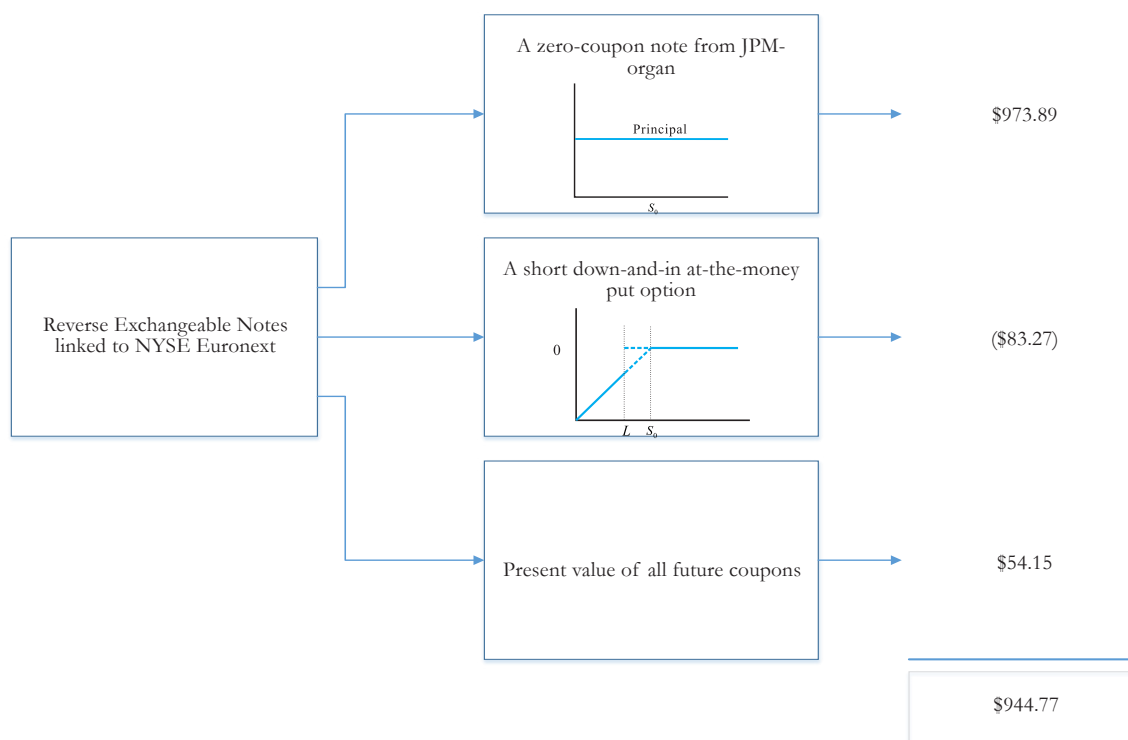 A zero-coupon note from JPM-
organ
Principal
S₀
$973.89
Reverse Exchangeable Notes
linked to NYSE Euronext
A short down-and-in at-the-money
put option
0
L S₀
($83.27)
Present value of all future coupons
$54.15
$944.77